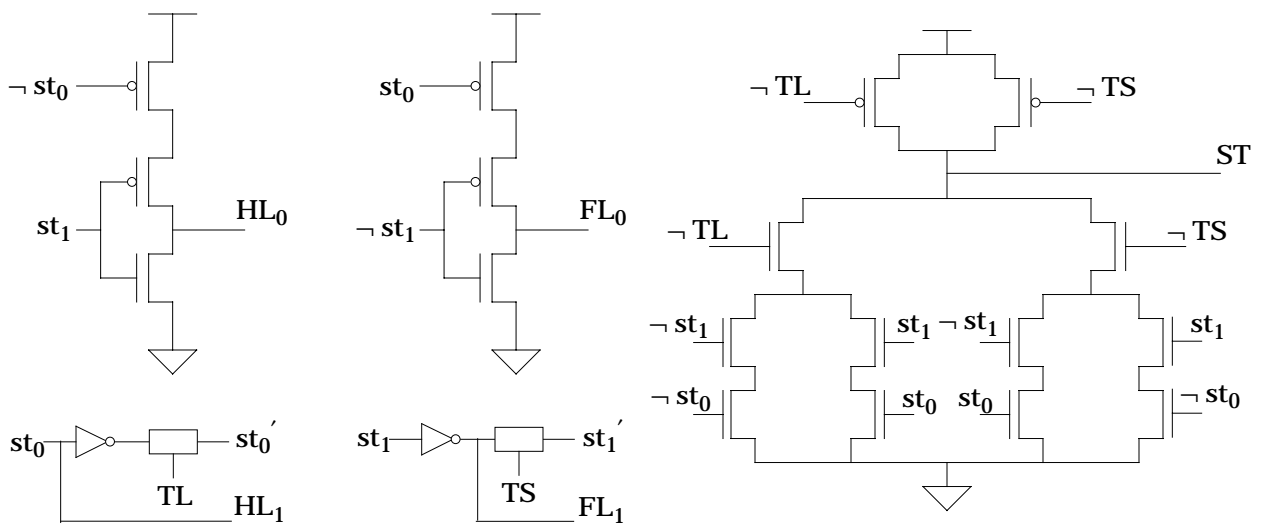 ¬ st₀
st₁
HL₀
st₀
¬ st₁
FL₀
¬ TL
¬ TS
ST
¬ TL
¬ TS
¬ st₁
st₁
¬ st₁
st₁
¬ st₀
st₀
st₀
¬ st₀
st₀
st₀′
TL
HL₁
st₁
st₁′
TS
FL₁